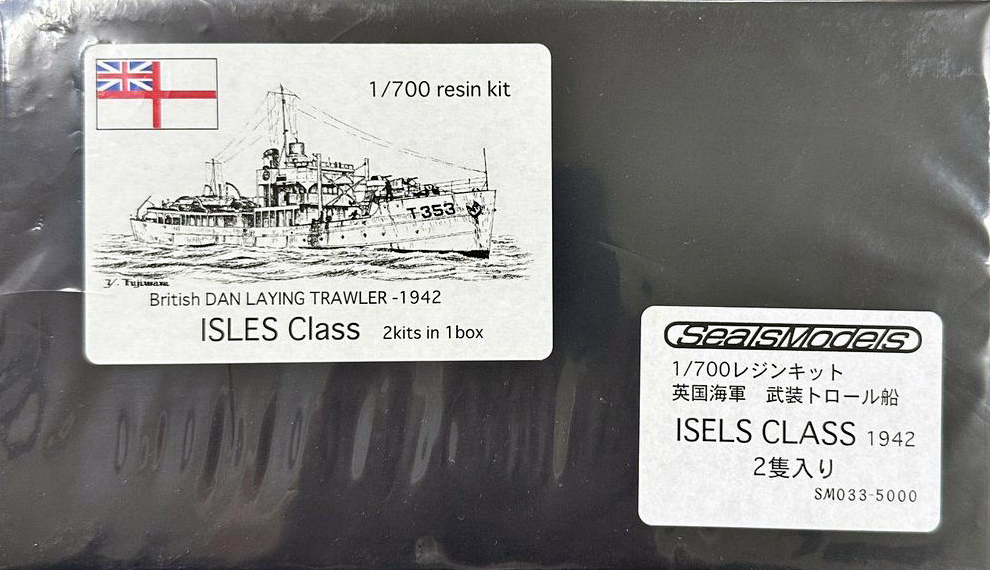 1/700 resin kit
T353
British DAN LAYING TRAWLER -1942
ISLES Class 2kits in 1box
SealsModels
1/700レジンキット
英国海軍 武装トロール船
ISELS CLASS 1942
2隻入り
SM033-5000